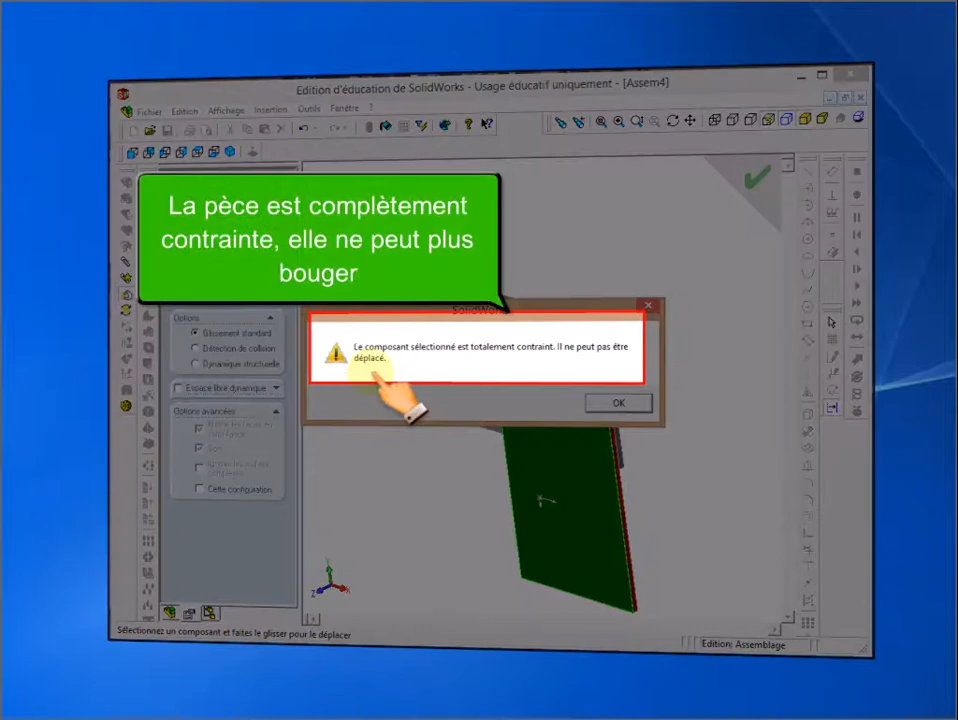 Edition d'éducation de SolidWorks - Usage éducatif uniquement - [Assem4]
Fichier Edition Affichage Insertion Outils Fenêtre ?
La pèce est complètement
contrainte, elle ne peut plus
bouger
SolidWorks
Le composant sélectionné est totalement contraint. Il ne peut pas être
déplacé.
OK
Options
Glissement standard
Détection de collision
Dynamique structurelle
Espace libre dynamique
Options avancées
Cette configuration
Z
X
Sélectionnez un composant et faites le glisser pour le déplacer
Edition: Assemblage